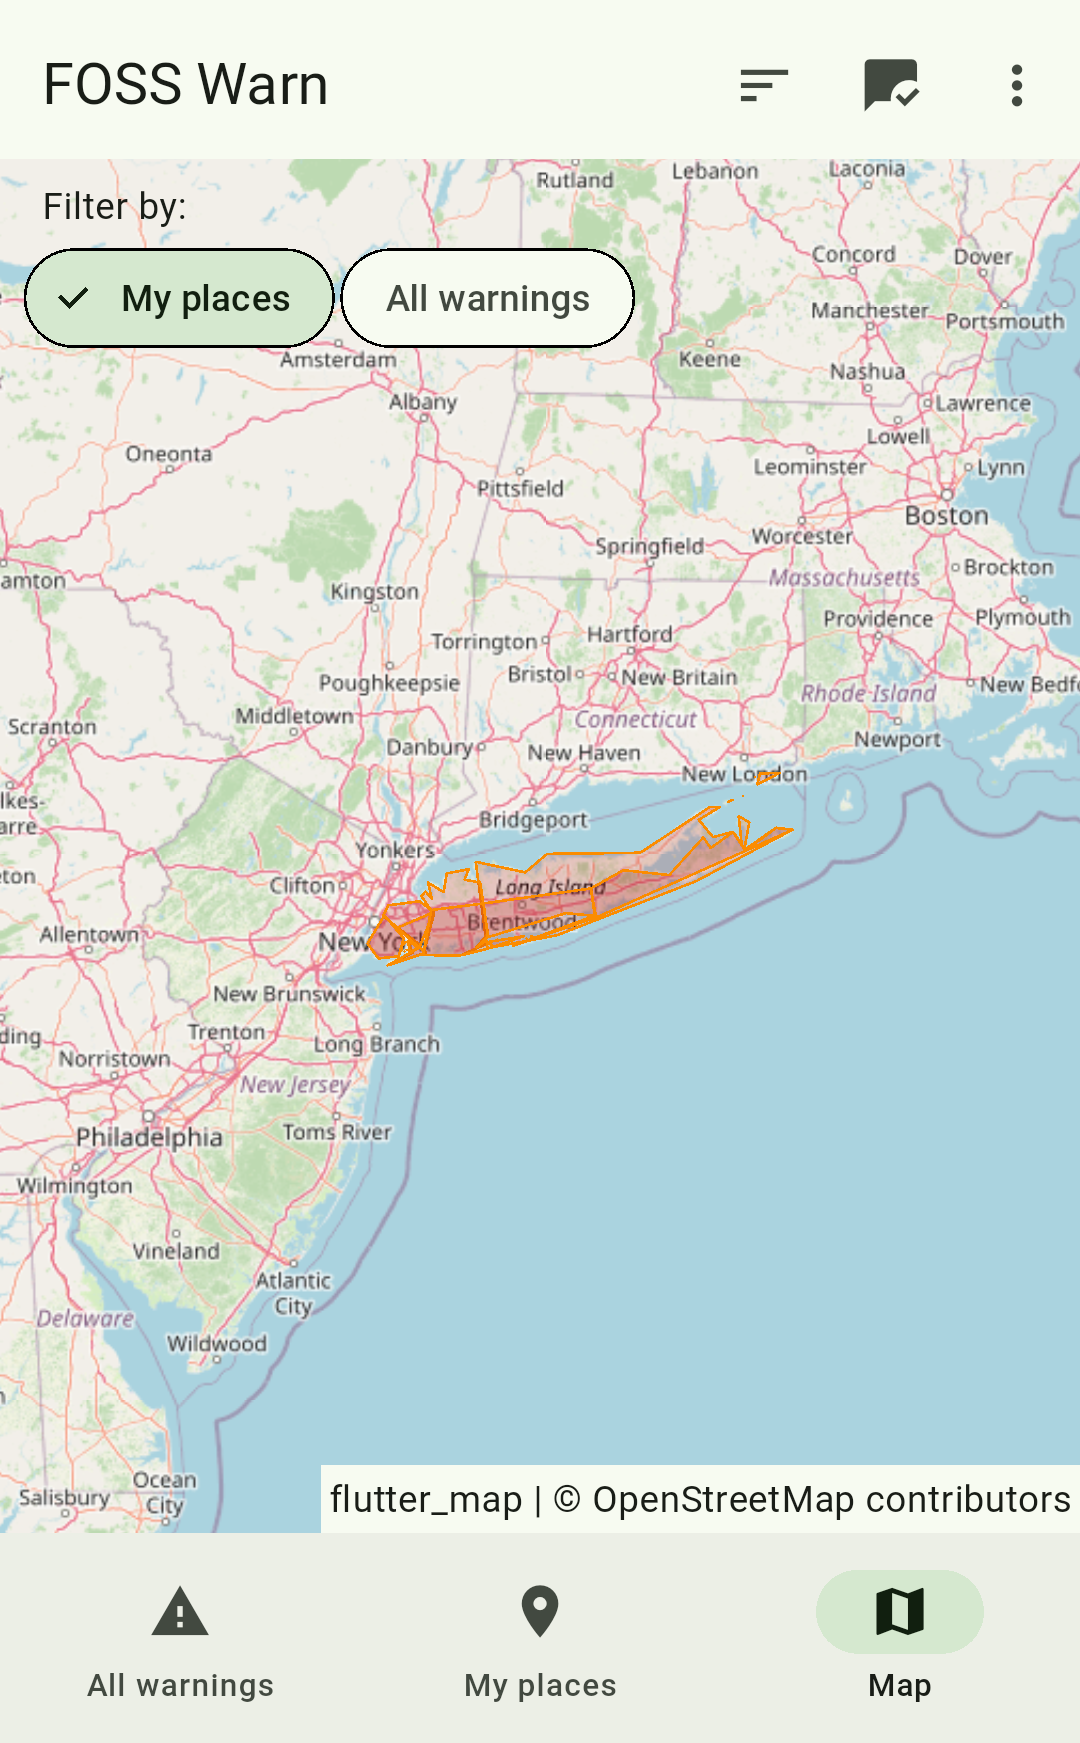 FOSS Warn
Filter by:
My places
All warnings
Rutland
Lebanon
Laconia
Concord
Dover
Manchester
Portsmouth
Amsterdam
Keene
Nashua
Albany
Lawrence
Lowell
Oneonta
Leominster
Lynn
Pittsfield
Boston
Worcester
Springfield
Massachusetts
Brockton
amton
Kingston
Providence
Plymouth
Torrington
Hartford
Bristol
New Britain
Rhode Island
New Bedfo
Poughkeepsie
Middletown
Connecticut
Scranton
Danbury
New Haven
Newport
New London
lkes-
arre
Bridgeport
Yonkers
eton
Clifton
Long Island
Brentwood
Allentown
New York
New Brunswick
ding
Trenton
Long Branch
Norristown
New Jersey
Philadelphia
Toms River
Wilmington
Vineland
Atlantic
City
Delaware
Wildwood
Ocean
City
Salisbury
flutter_map | © OpenStreetMap contributors
All warnings
My places
Map